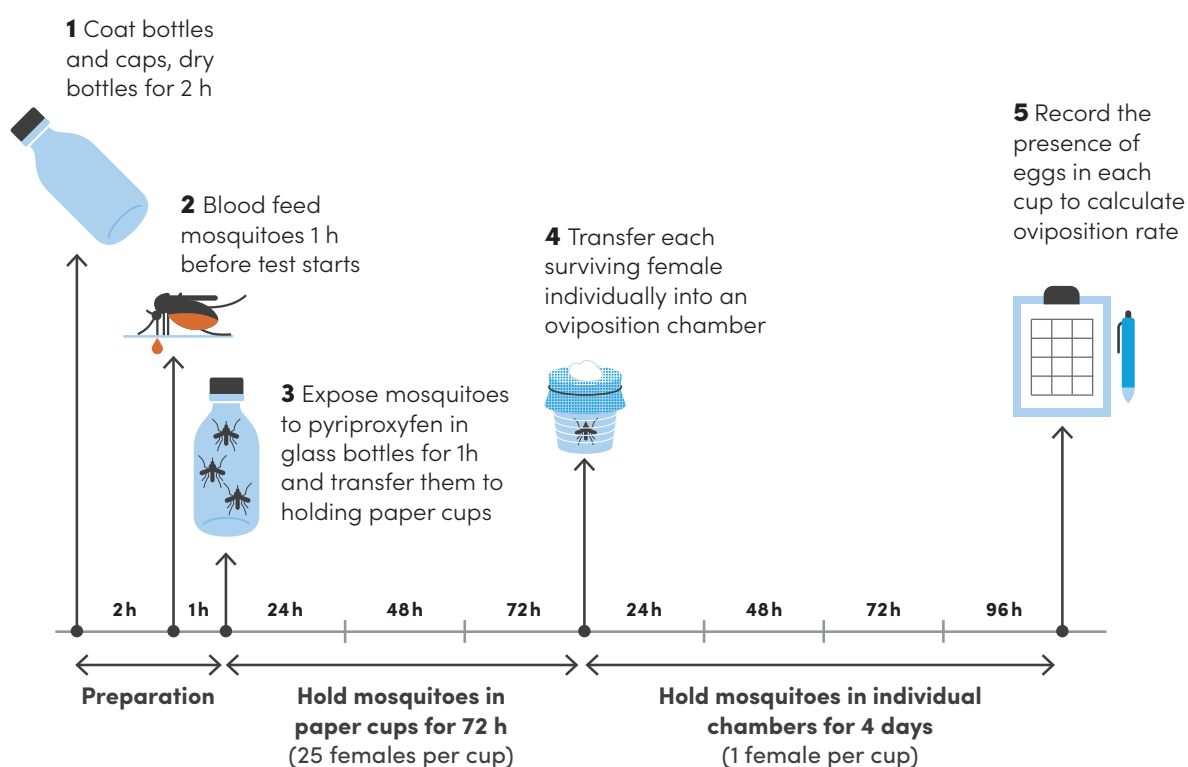 1 Coat bottles
and caps, dry
bottles for 2 h
2 Blood feed
mosquitoes 1 h
before test starts
3 Expose mosquitoes
to pyriproxyfen in
glass bottles for 1h
and transfer them to
holding paper cups
4 Transfer each
surviving female
individually into an
oviposition chamber
5 Record the
presence of
eggs in each
cup to calculate
oviposition rate
2h 1h 24h 48h 72h 24h 48h 72h 96h
Preparation
Hold mosquitoes in
paper cups for 72 h
(25 females per cup)
Hold mosquitoes in individual
chambers for 4 days
(1 female per cup)